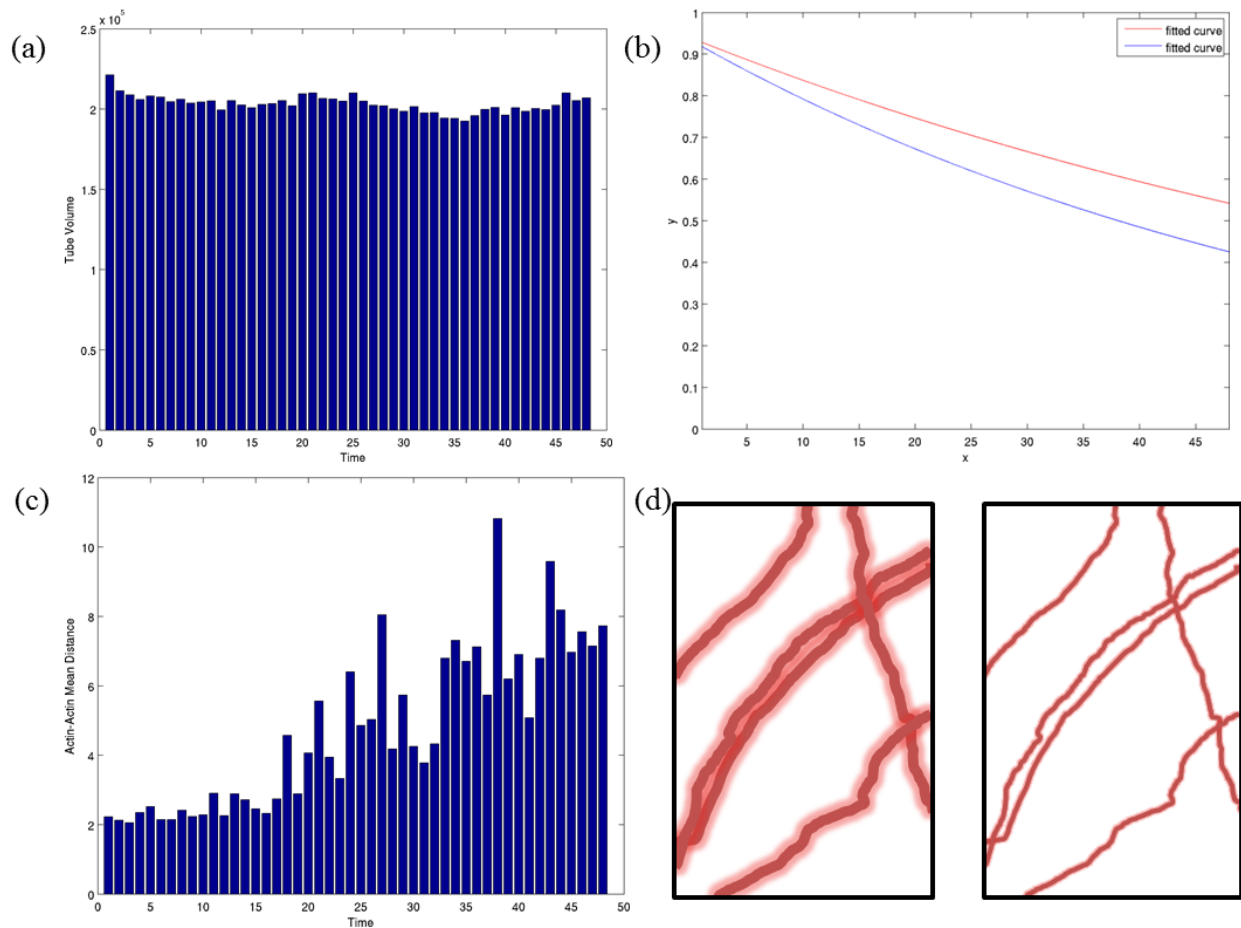 (a)
x 10^5
2.5
2
1.5
1
0.5
0
0 5 10 15 20 25 30 35 40 45 50
Tube Volume
Time
(b)
1
0.9
0.8
0.7
0.6
0.5
0.4
0.3
0.2
0.1
0
5 10 15 20 25 30 35 40 45
y
x
fitted curve
fitted curve
(c)
12
10
8
6
4
2
0
0 5 10 15 20 25 30 35 40 45 50
Actin-Actin Mean Distance
Time
(d)